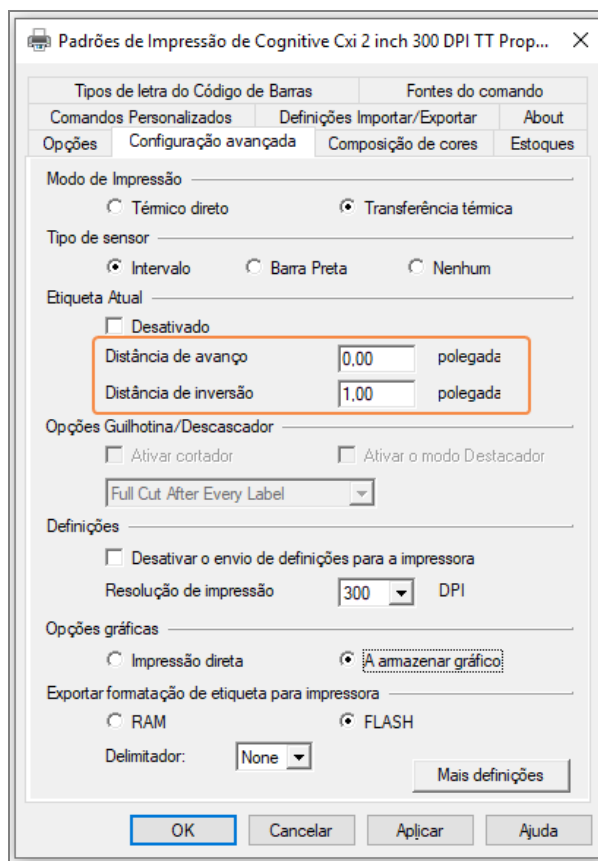 Padrões de Impressão de Cognitive Cxi 2 inch 300 DPI TT Prop...
Tipos de letra do Código de Barras Fontes do comando
Comandos Personalizados Definições Importar/Exportar About
Opções Configuração avançada Composição de cores Estoques
Modo de Impressão
Térmico direto Transferência térmica
Tipo de sensor
Intervalo Barra Preta Nenhum
Etiqueta Atual
Desativado
Distância de avanço 0,00 polegada
Distância de inversão 1,00 polegada
Opções Guilhotina/Descascador
Ativar cortador Ativar o modo Destacador
Full Cut After Every Label
Definições
Desativar o envio de definições para a impressora
Resolução de impressão 300 DPI
Opções gráficas
Impressão direta A armazenar gráfico
Exportar formatação de etiqueta para impressora
RAM FLASH
Delimitador: None
Mais definições
OK Cancelar Aplicar Ajuda